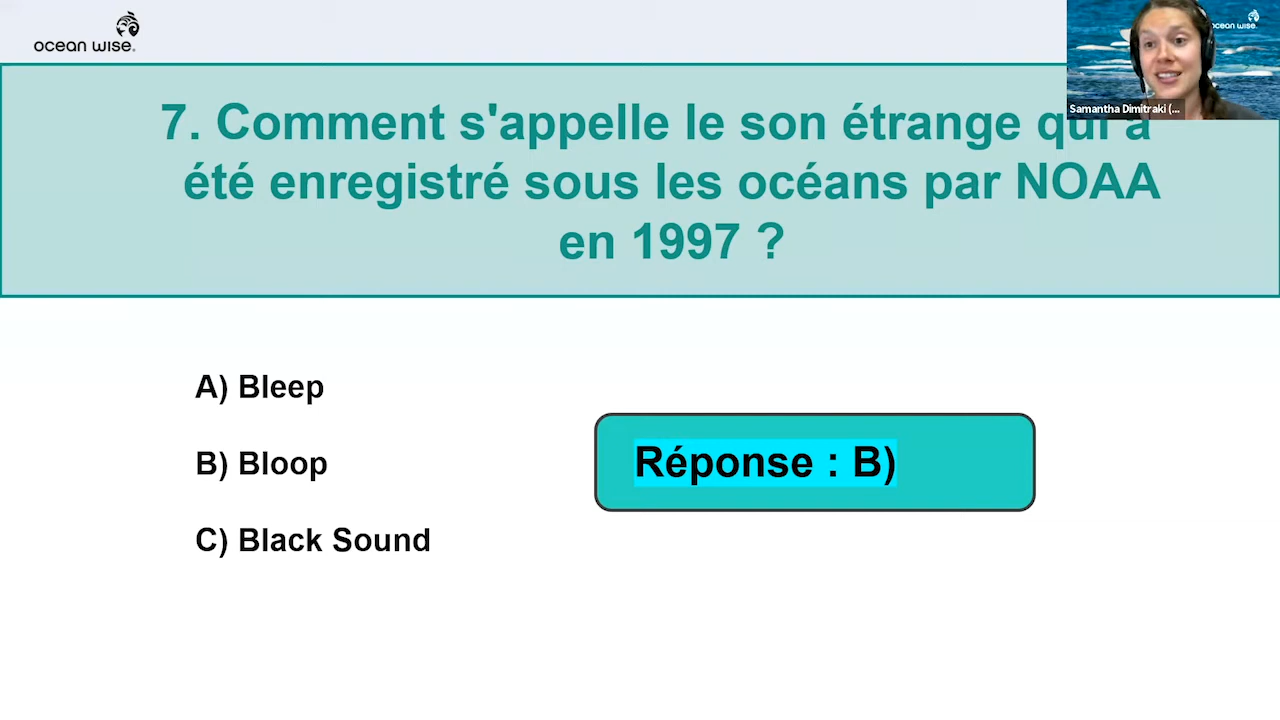 ocean wise.
ocean wise.
Samantha Dimitraki (...
7. Comment s'appelle le son étrange qui a
été enregistré sous les océans par NOAA
en 1997 ?
A) Bleep
B) Bloop
C) Black Sound
Réponse : B)